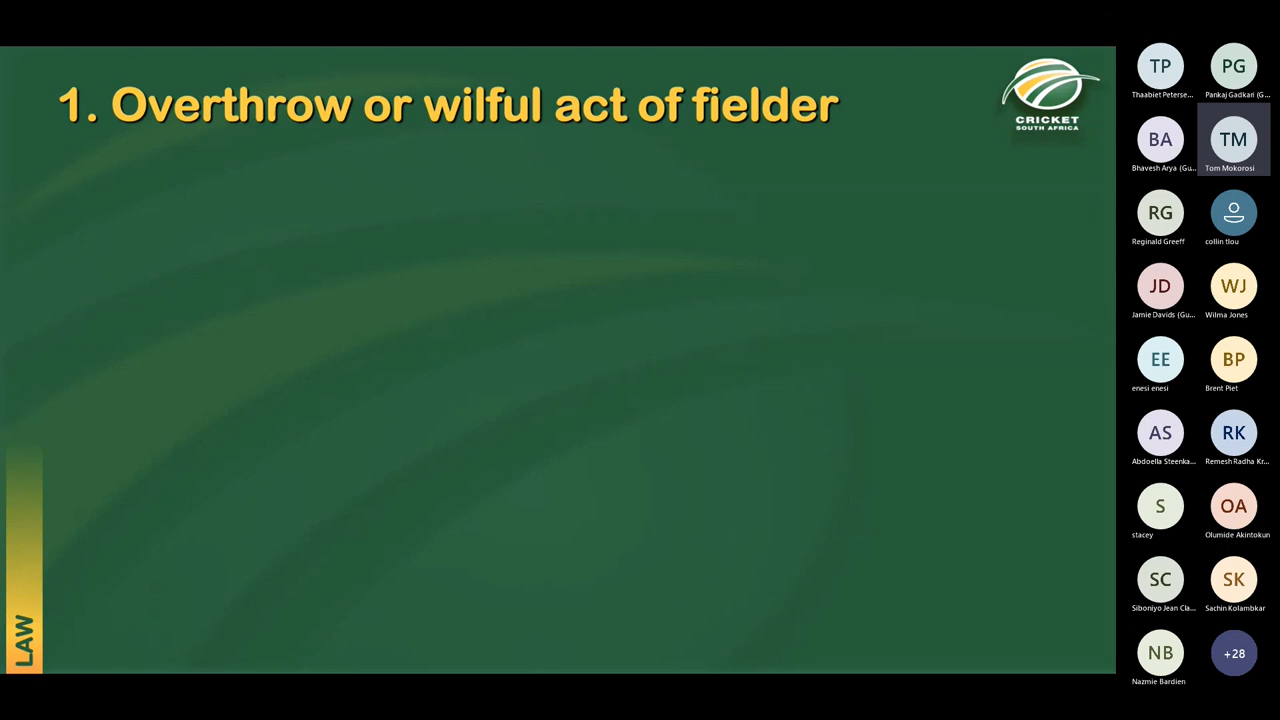 1. Overthrow or wilful act of fielder
CRICKET
SOUTH AFRICA
LAW
TP
PG
Thaabiet Peterse...
Pankaj Gadkari (G...
BA
TM
Bhavesh Arya (Gu...
Tom Mokorosi
RG
Reginald Greeff
collin tlou
JD
WJ
Jamie Davids (Gu...
Wilma Jones
EE
BP
enesi enesi
Brent Piet
AS
RK
Abdoella Steenka...
Remesh Radha Kr...
S
OA
stacey
Olumide Akintokun
SC
SK
Siboniyo Jean Cla...
Sachin Kolambkar
NB
+28
Nazmie Bardien